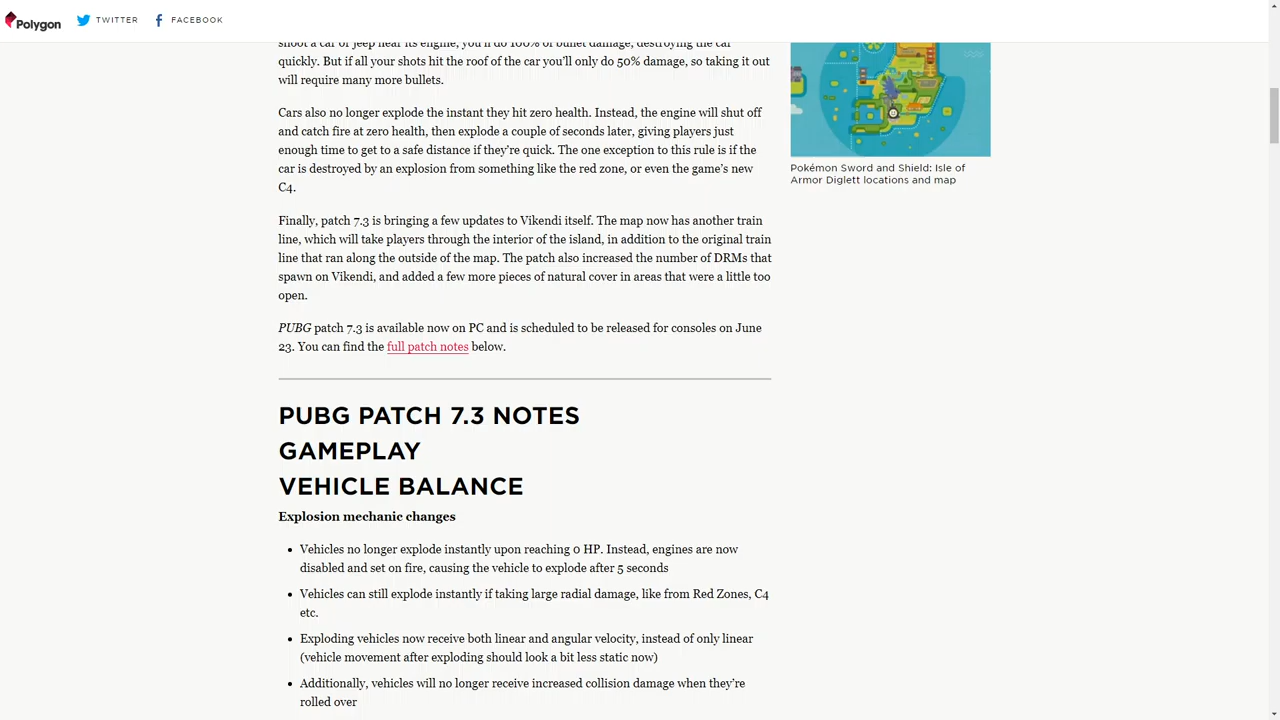 Polygon
TWITTER
FACEBOOK
shoot a car or jeep near its engine, you'll do 100% of bullet damage, destroying the car
quickly. But if all your shots hit the roof of the car you'll only do 50% damage, so taking it out
will require many more bullets.
Cars also no longer explode the instant they hit zero health. Instead, the engine will shut off
and catch fire at zero health, then explode a couple of seconds later, giving players just
enough time to get to a safe distance if they're quick. The one exception to this rule is if the
car is destroyed by an explosion from something like the red zone, or even the game's new
C4.
Finally, patch 7.3 is bringing a few updates to Vikendi itself. The map now has another train
line, which will take players through the interior of the island, in addition to the original train
line that ran along the outside of the map. The patch also increased the number of DRMs that
spawn on Vikendi, and added a few more pieces of natural cover in areas that were a little too
open.
PUBG patch 7.3 is available now on PC and is scheduled to be released for consoles on June
23. You can find the full patch notes below.
PUBG PATCH 7.3 NOTES
GAMEPLAY
VEHICLE BALANCE
Explosion mechanic changes
• Vehicles no longer explode instantly upon reaching 0 HP. Instead, engines are now
disabled and set on fire, causing the vehicle to explode after 5 seconds
• Vehicles can still explode instantly if taking large radial damage, like from Red Zones, C4
etc.
• Exploding vehicles now receive both linear and angular velocity, instead of only linear
(vehicle movement after exploding should look a bit less static now)
• Additionally, vehicles will no longer receive increased collision damage when they're
rolled over
Pokémon Sword and Shield: Isle of
Armor Diglett locations and map